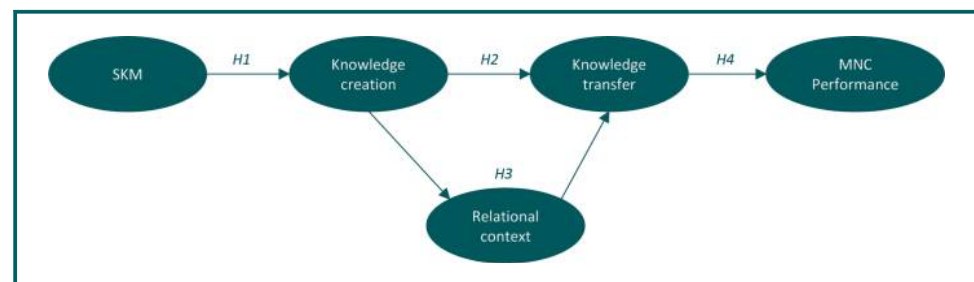 H1
H2
H4
SKM
Knowledge
creation
Knowledge
transfer
MNC
Performance
H3
Relational
context